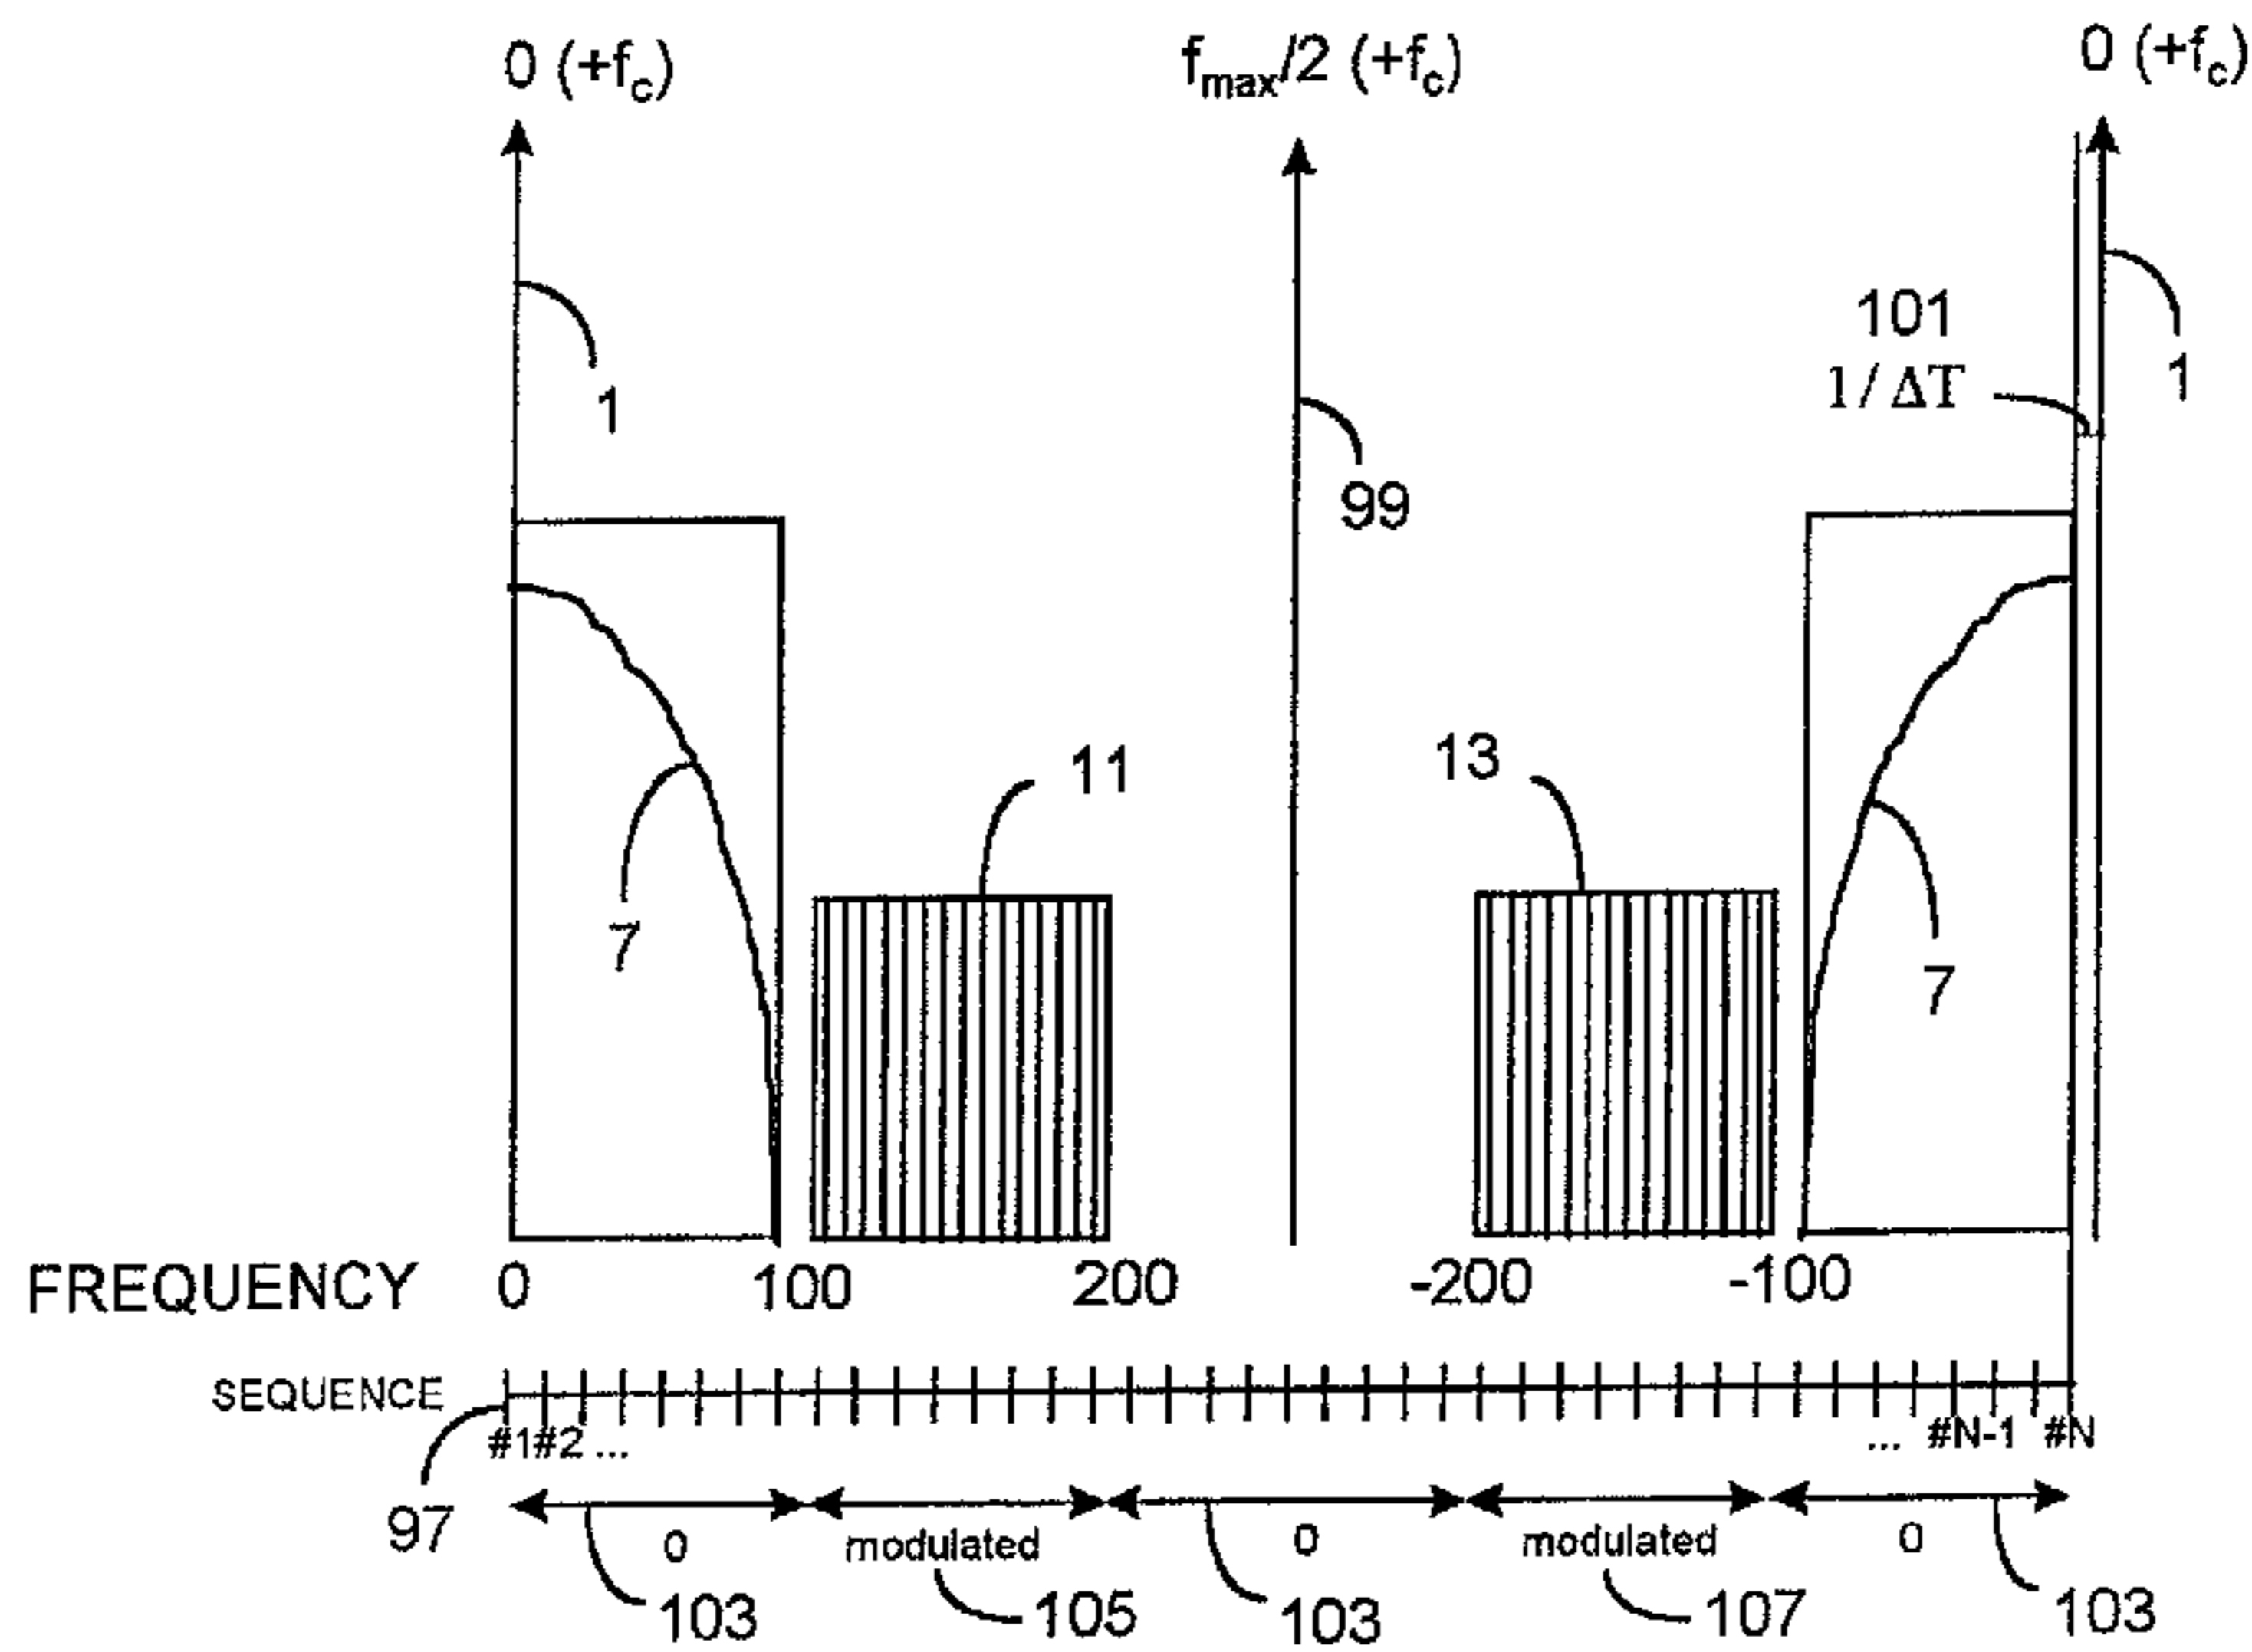 0 (+fc)
fmax/2 (+fc)
0 (+fc)
101
1/ΔT
1
1
99
11
13
7
7
FREQUENCY 0 100 200 -200 -100
SEQUENCE
#1#2 ... ... #N-1 #N
97
0 modulated 0 modulated 0
103 105 103 107 103